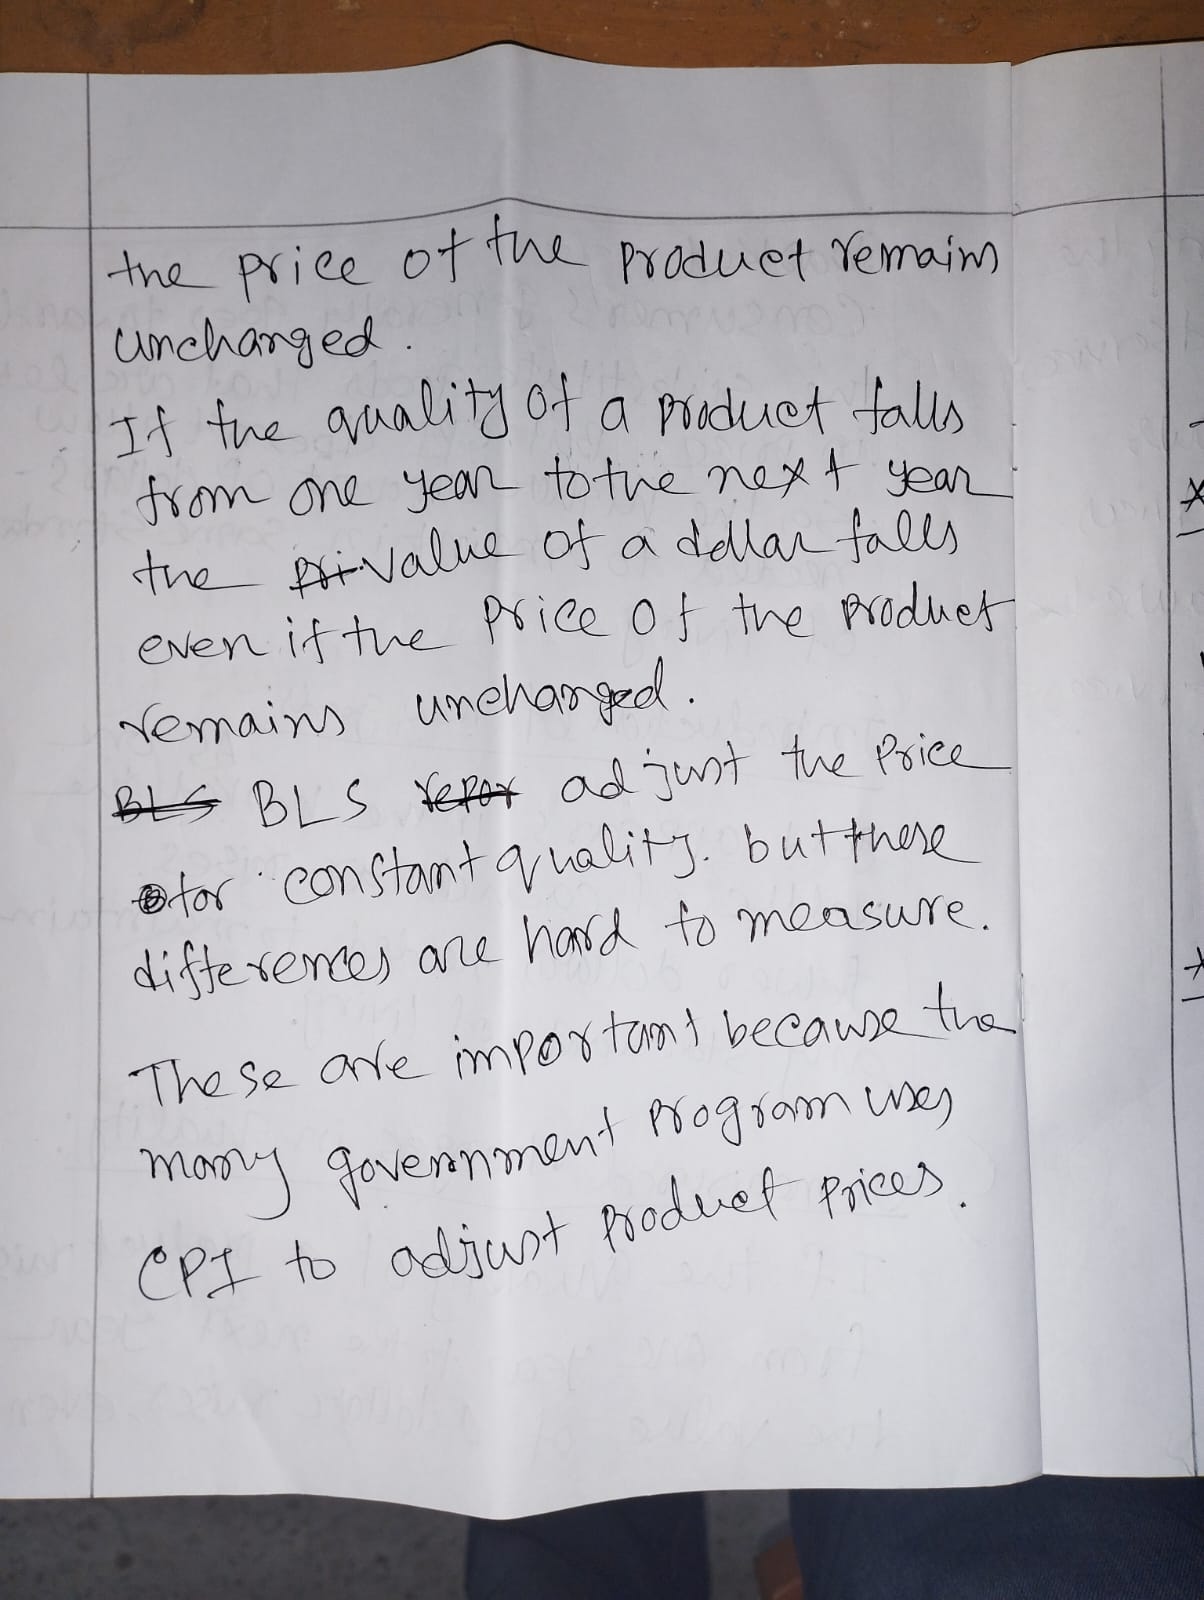 the price of the product remains
unchanged.
If the quality of a product falls
from one year to the next year
the value of a dollar falls
even if the price of the product
remains unchanged.
BLS BLS repor adjust the price
for constant quality. but these
differences are hard to measure.
These are important because the
many government program uses
CPI to adjust product prices.